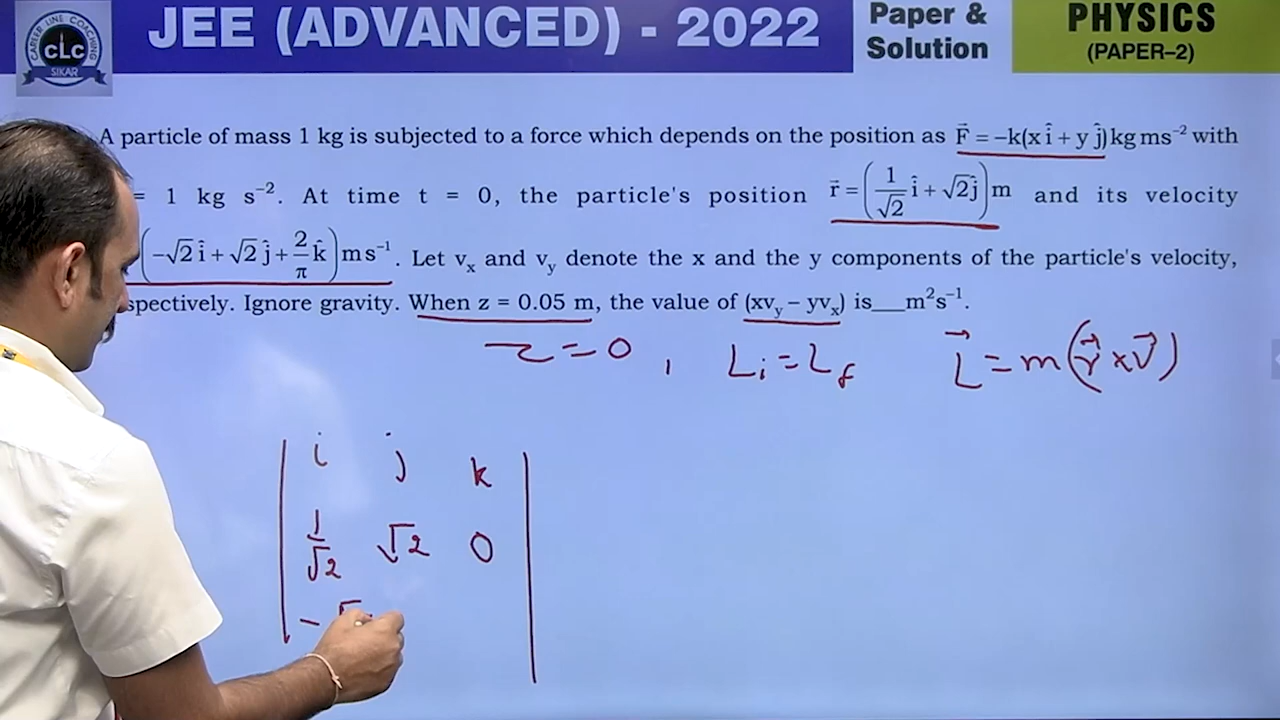 CAREER LINE COACHING
CLC
SIKAR
JEE (ADVANCED) - 2022
Paper &
Solution
PHYSICS
(PAPER–2)
A particle of mass 1 kg is subjected to a force which depends on the position as F⃗ = –k(x î + y ĵ) kg ms⁻² with
= 1 kg s⁻². At time t = 0, the particle's position r⃗ = (1/√2 î + √2 ĵ) m and its velocity
(–√2 î + √2 ĵ + 2/π k̂) ms⁻¹. Let vₓ and v_y denote the x and the y components of the particle's velocity,
spectively. Ignore gravity. When z = 0.05 m, the value of (xv_y – yvₓ) is___m²s⁻¹.
τ = 0 , L_i = L_f L⃗ = m(r⃗ × v⃗)
i j k
1/√2 √2 0
– √